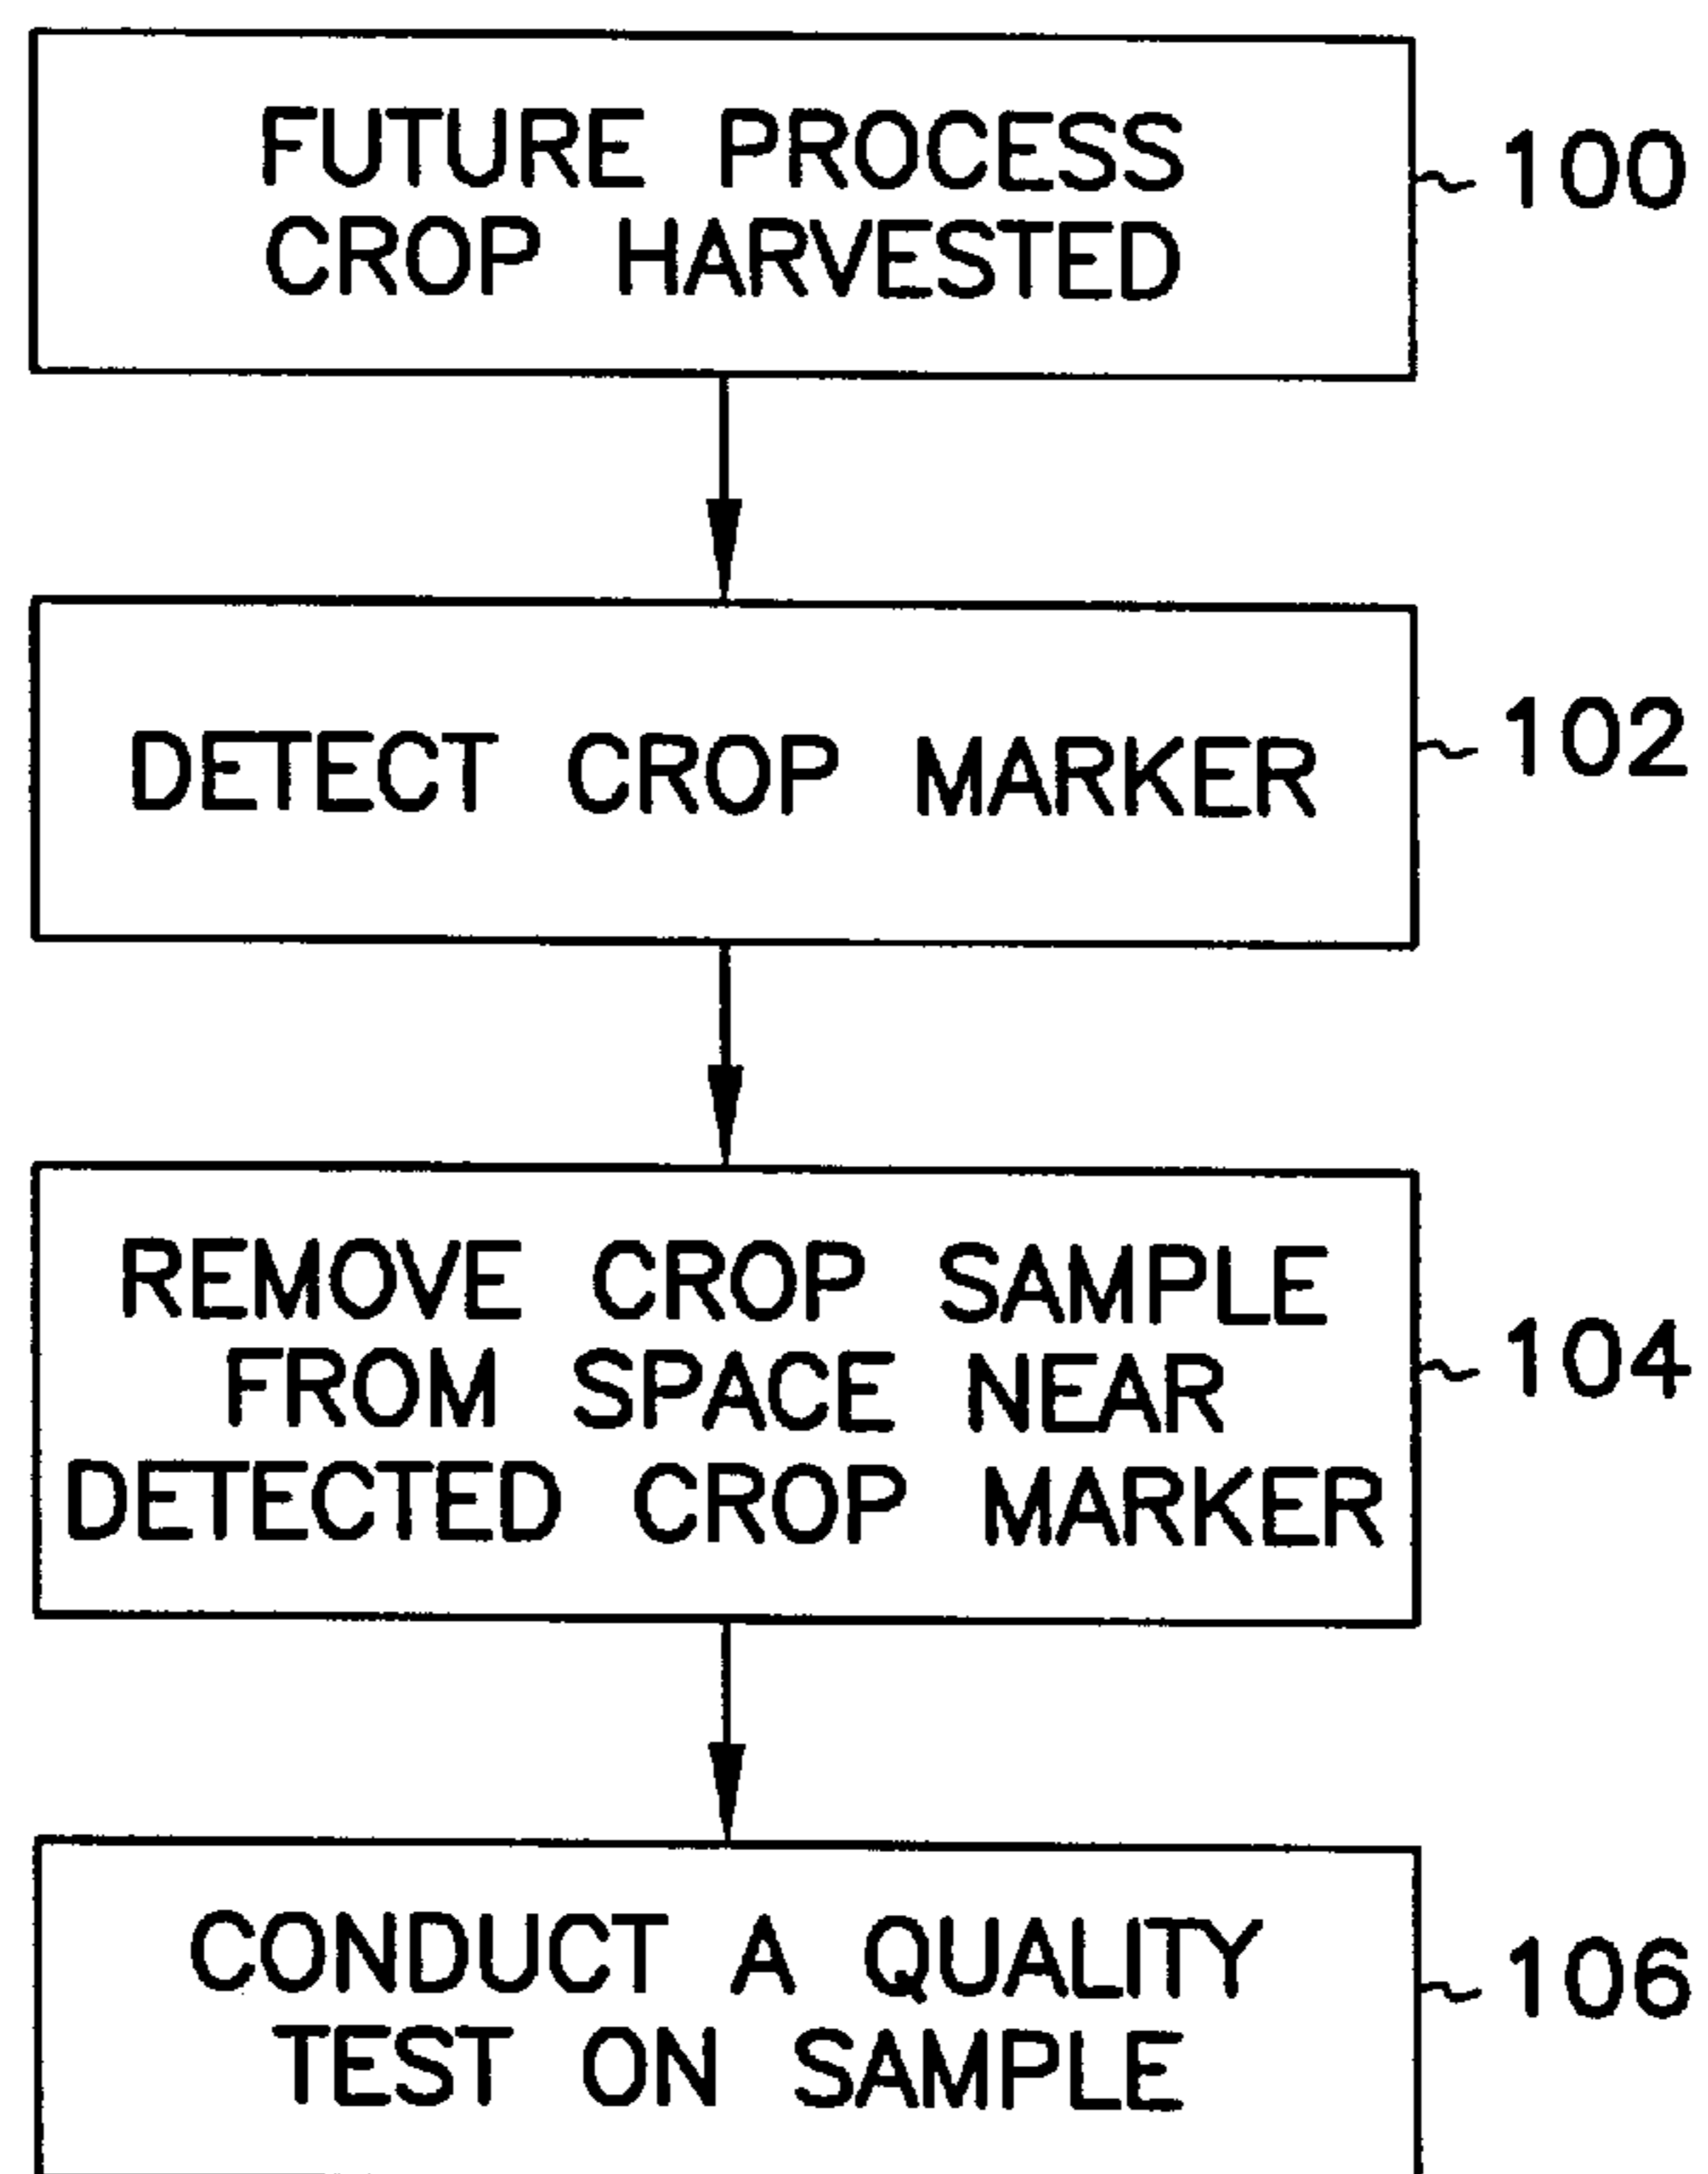 FUTURE PROCESS
CROP HARVESTED
100
DETECT CROP MARKER
102
REMOVE CROP SAMPLE
FROM SPACE NEAR
DETECTED CROP MARKER
104
CONDUCT A QUALITY
TEST ON SAMPLE
106